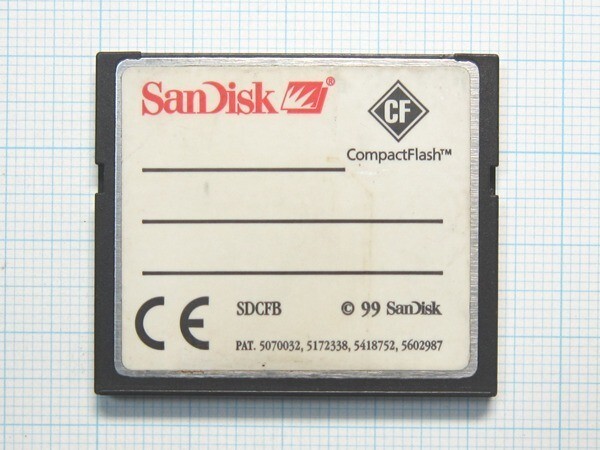 SanDisk®
CF
CompactFlash™
CE
SDCFB © 99 SanDisk
PAT. 5070032, 5172338, 5418752, 5602987